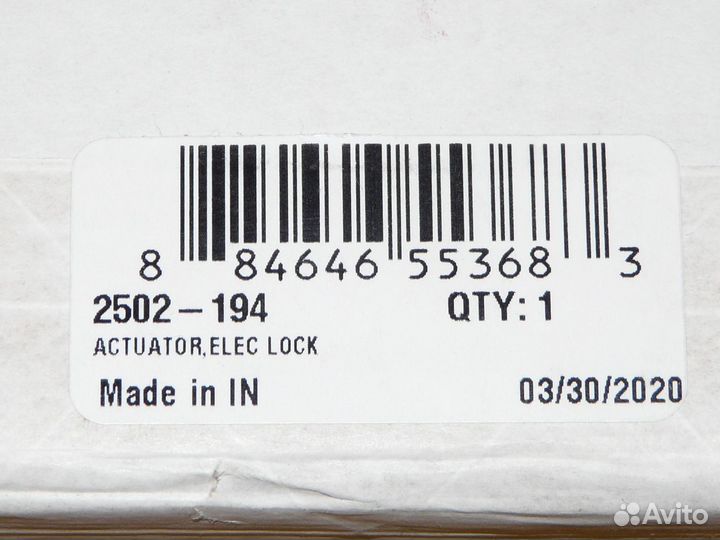 8 84646 55368 3
2502-194 QTY: 1
ACTUATOR,ELEC LOCK
Made in IN 03/30/2020
Avito